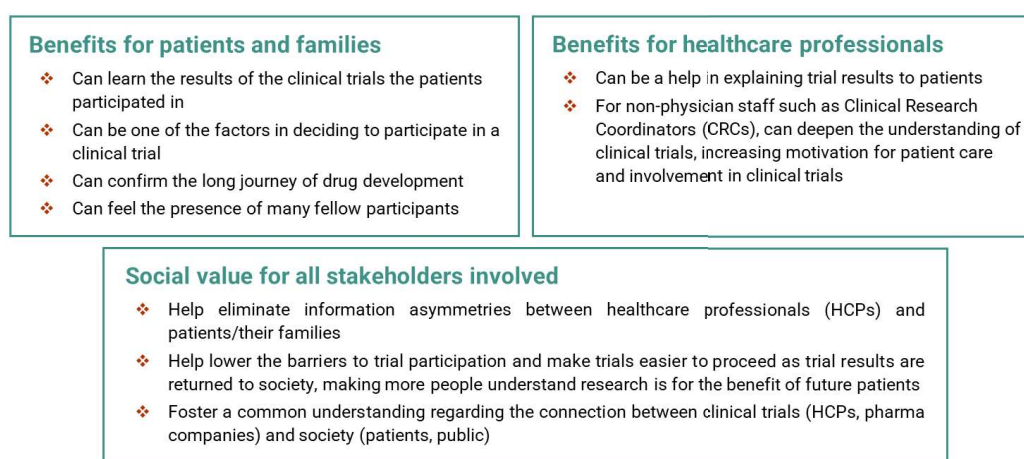 Benefits for patients and families
❖ Can learn the results of the clinical trials the patients
participated in
❖ Can be one of the factors in deciding to participate in a
clinical trial
❖ Can confirm the long journey of drug development
❖ Can feel the presence of many fellow participants
Benefits for healthcare professionals
❖ Can be a help in explaining trial results to patients
❖ For non-physician staff such as Clinical Research
Coordinators (CRCs), can deepen the understanding of
clinical trials, increasing motivation for patient care
and involvement in clinical trials
Social value for all stakeholders involved
❖ Help eliminate information asymmetries between healthcare professionals (HCPs) and
patients/their families
❖ Help lower the barriers to trial participation and make trials easier to proceed as trial results are
returned to society, making more people understand research is for the benefit of future patients
❖ Foster a common understanding regarding the connection between clinical trials (HCPs, pharma
companies) and society (patients, public)